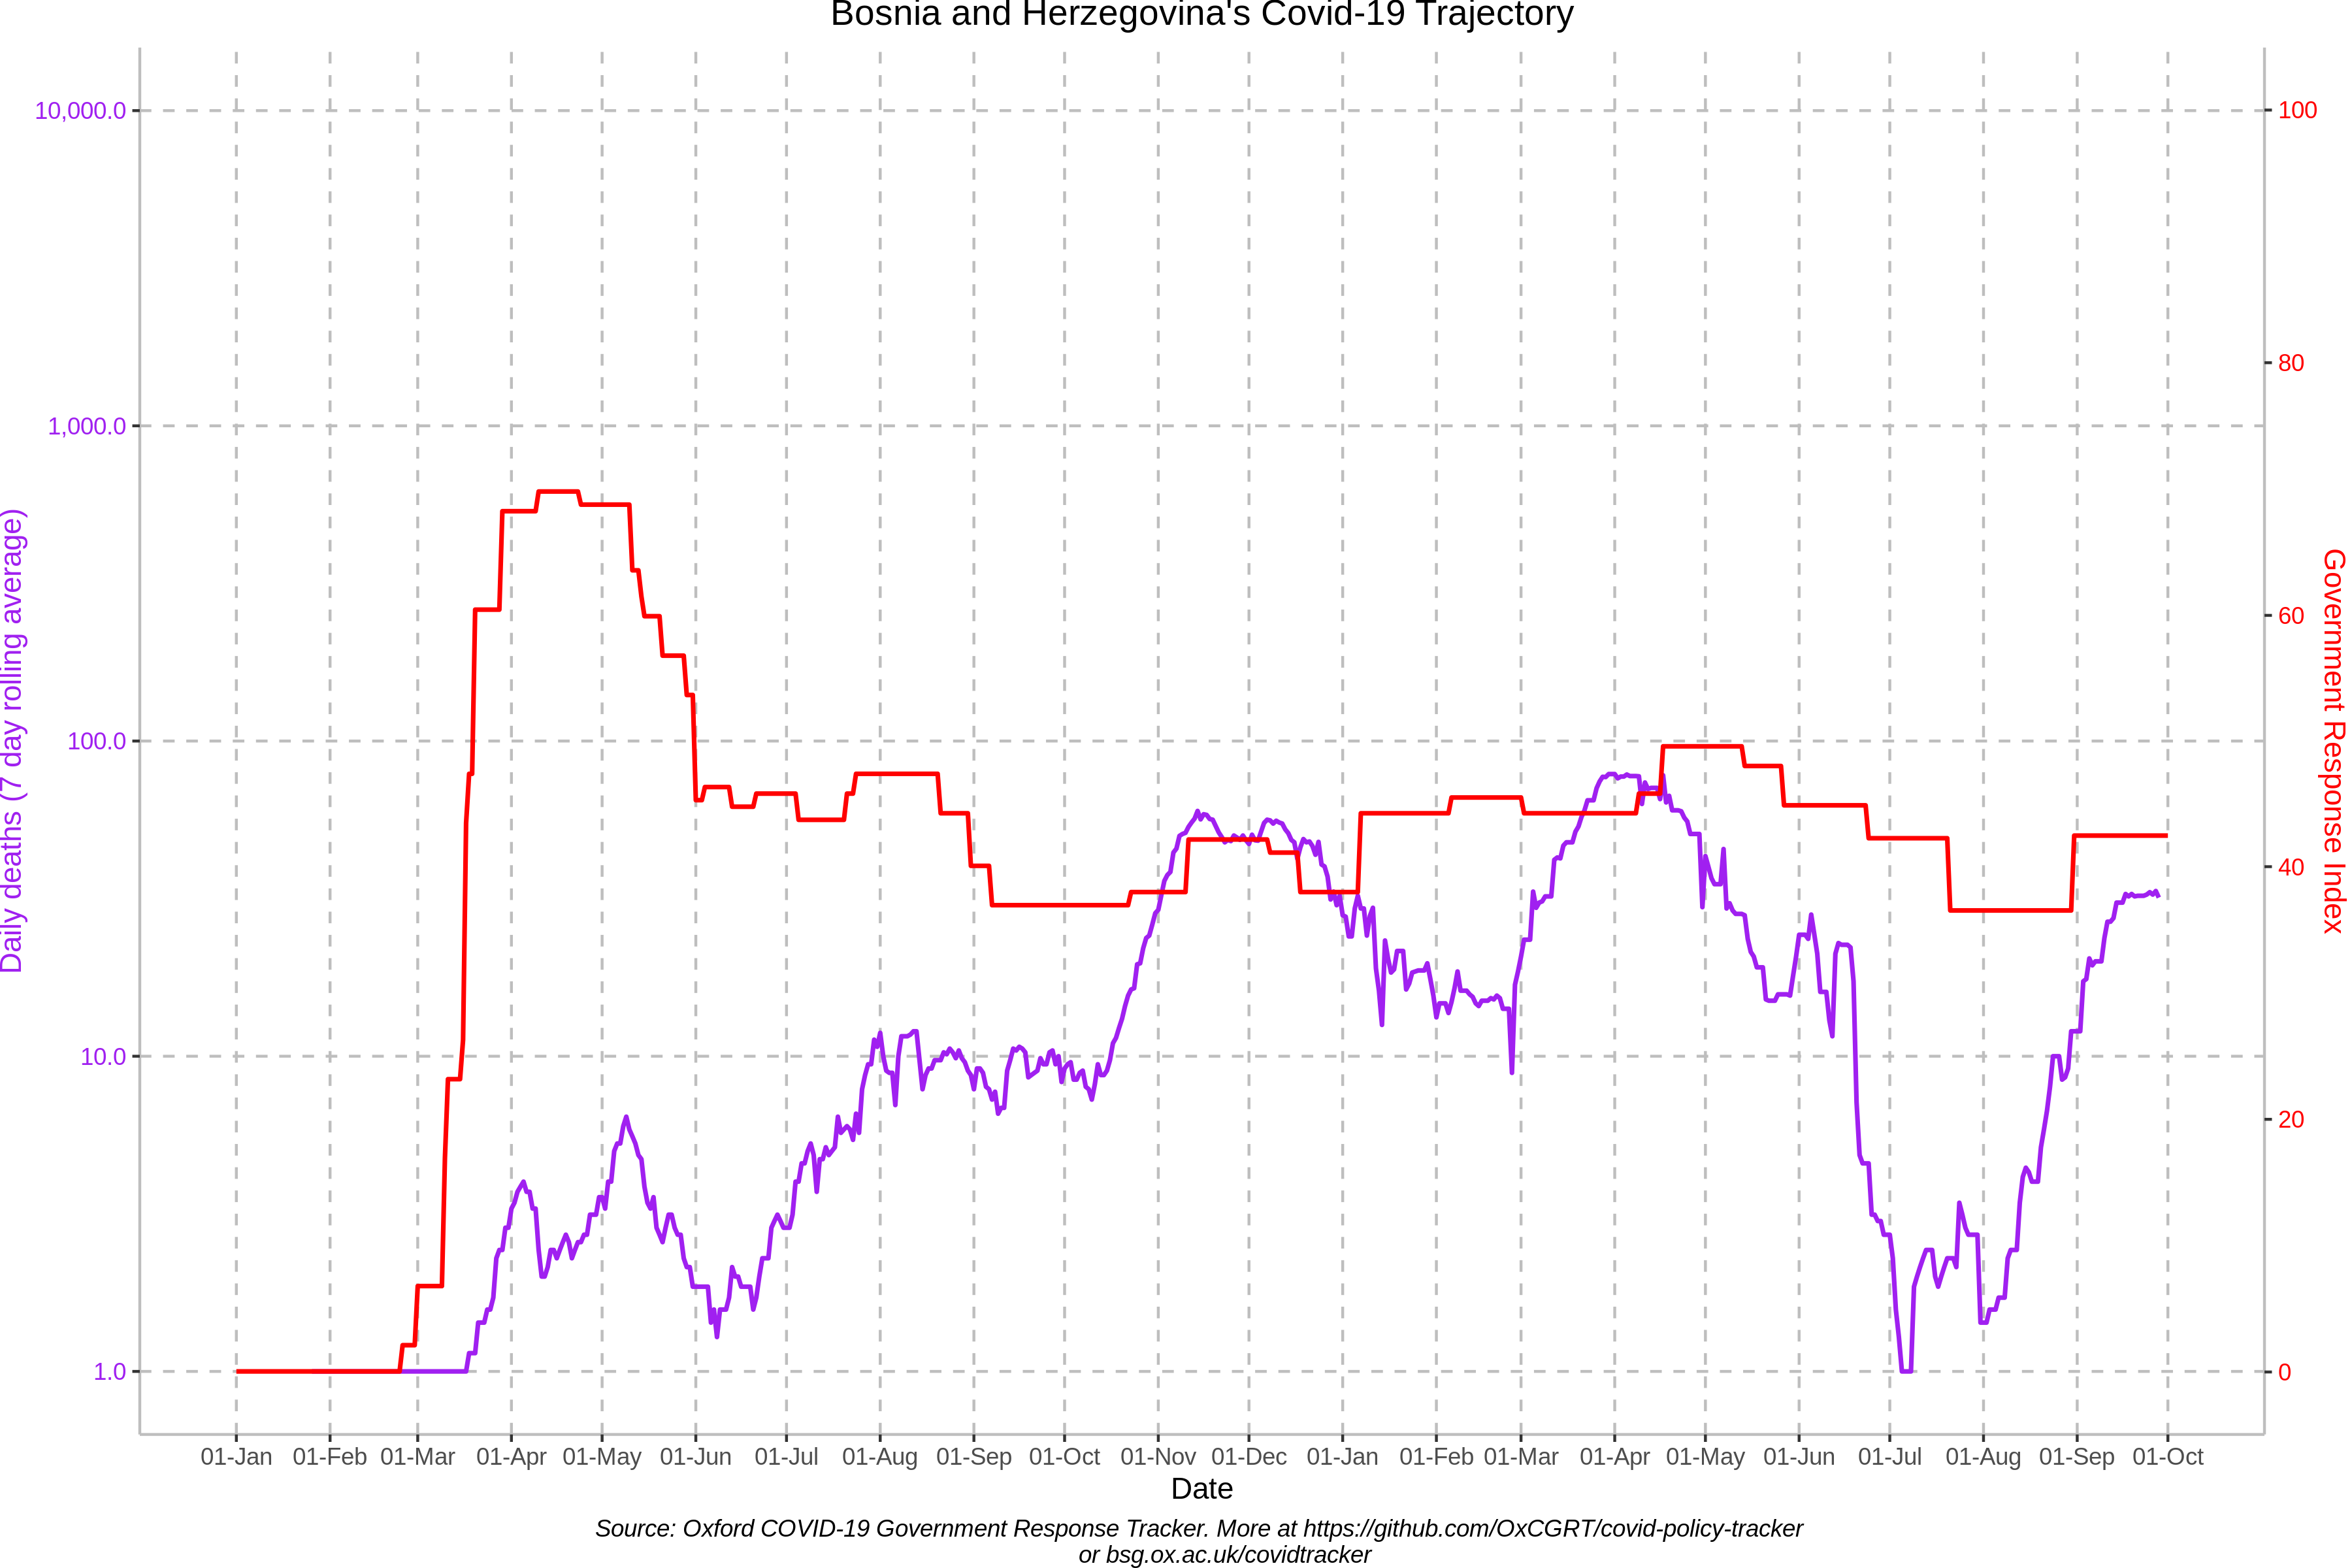 Bosnia and Herzegovina's Covid-19 Trajectory
10,000.0
1,000.0
100.0
10.0
1.0
Daily deaths (7 day rolling average)
100
80
60
40
20
0
Government Response Index
01-Jan 01-Feb 01-Mar 01-Apr 01-May 01-Jun 01-Jul 01-Aug 01-Sep 01-Oct 01-Nov 01-Dec 01-Jan 01-Feb 01-Mar 01-Apr 01-May 01-Jun 01-Jul 01-Aug 01-Sep 01-Oct
Date
Source: Oxford COVID-19 Government Response Tracker. More at https://github.com/OxCGRT/covid-policy-tracker
or bsg.ox.ac.uk/covidtracker